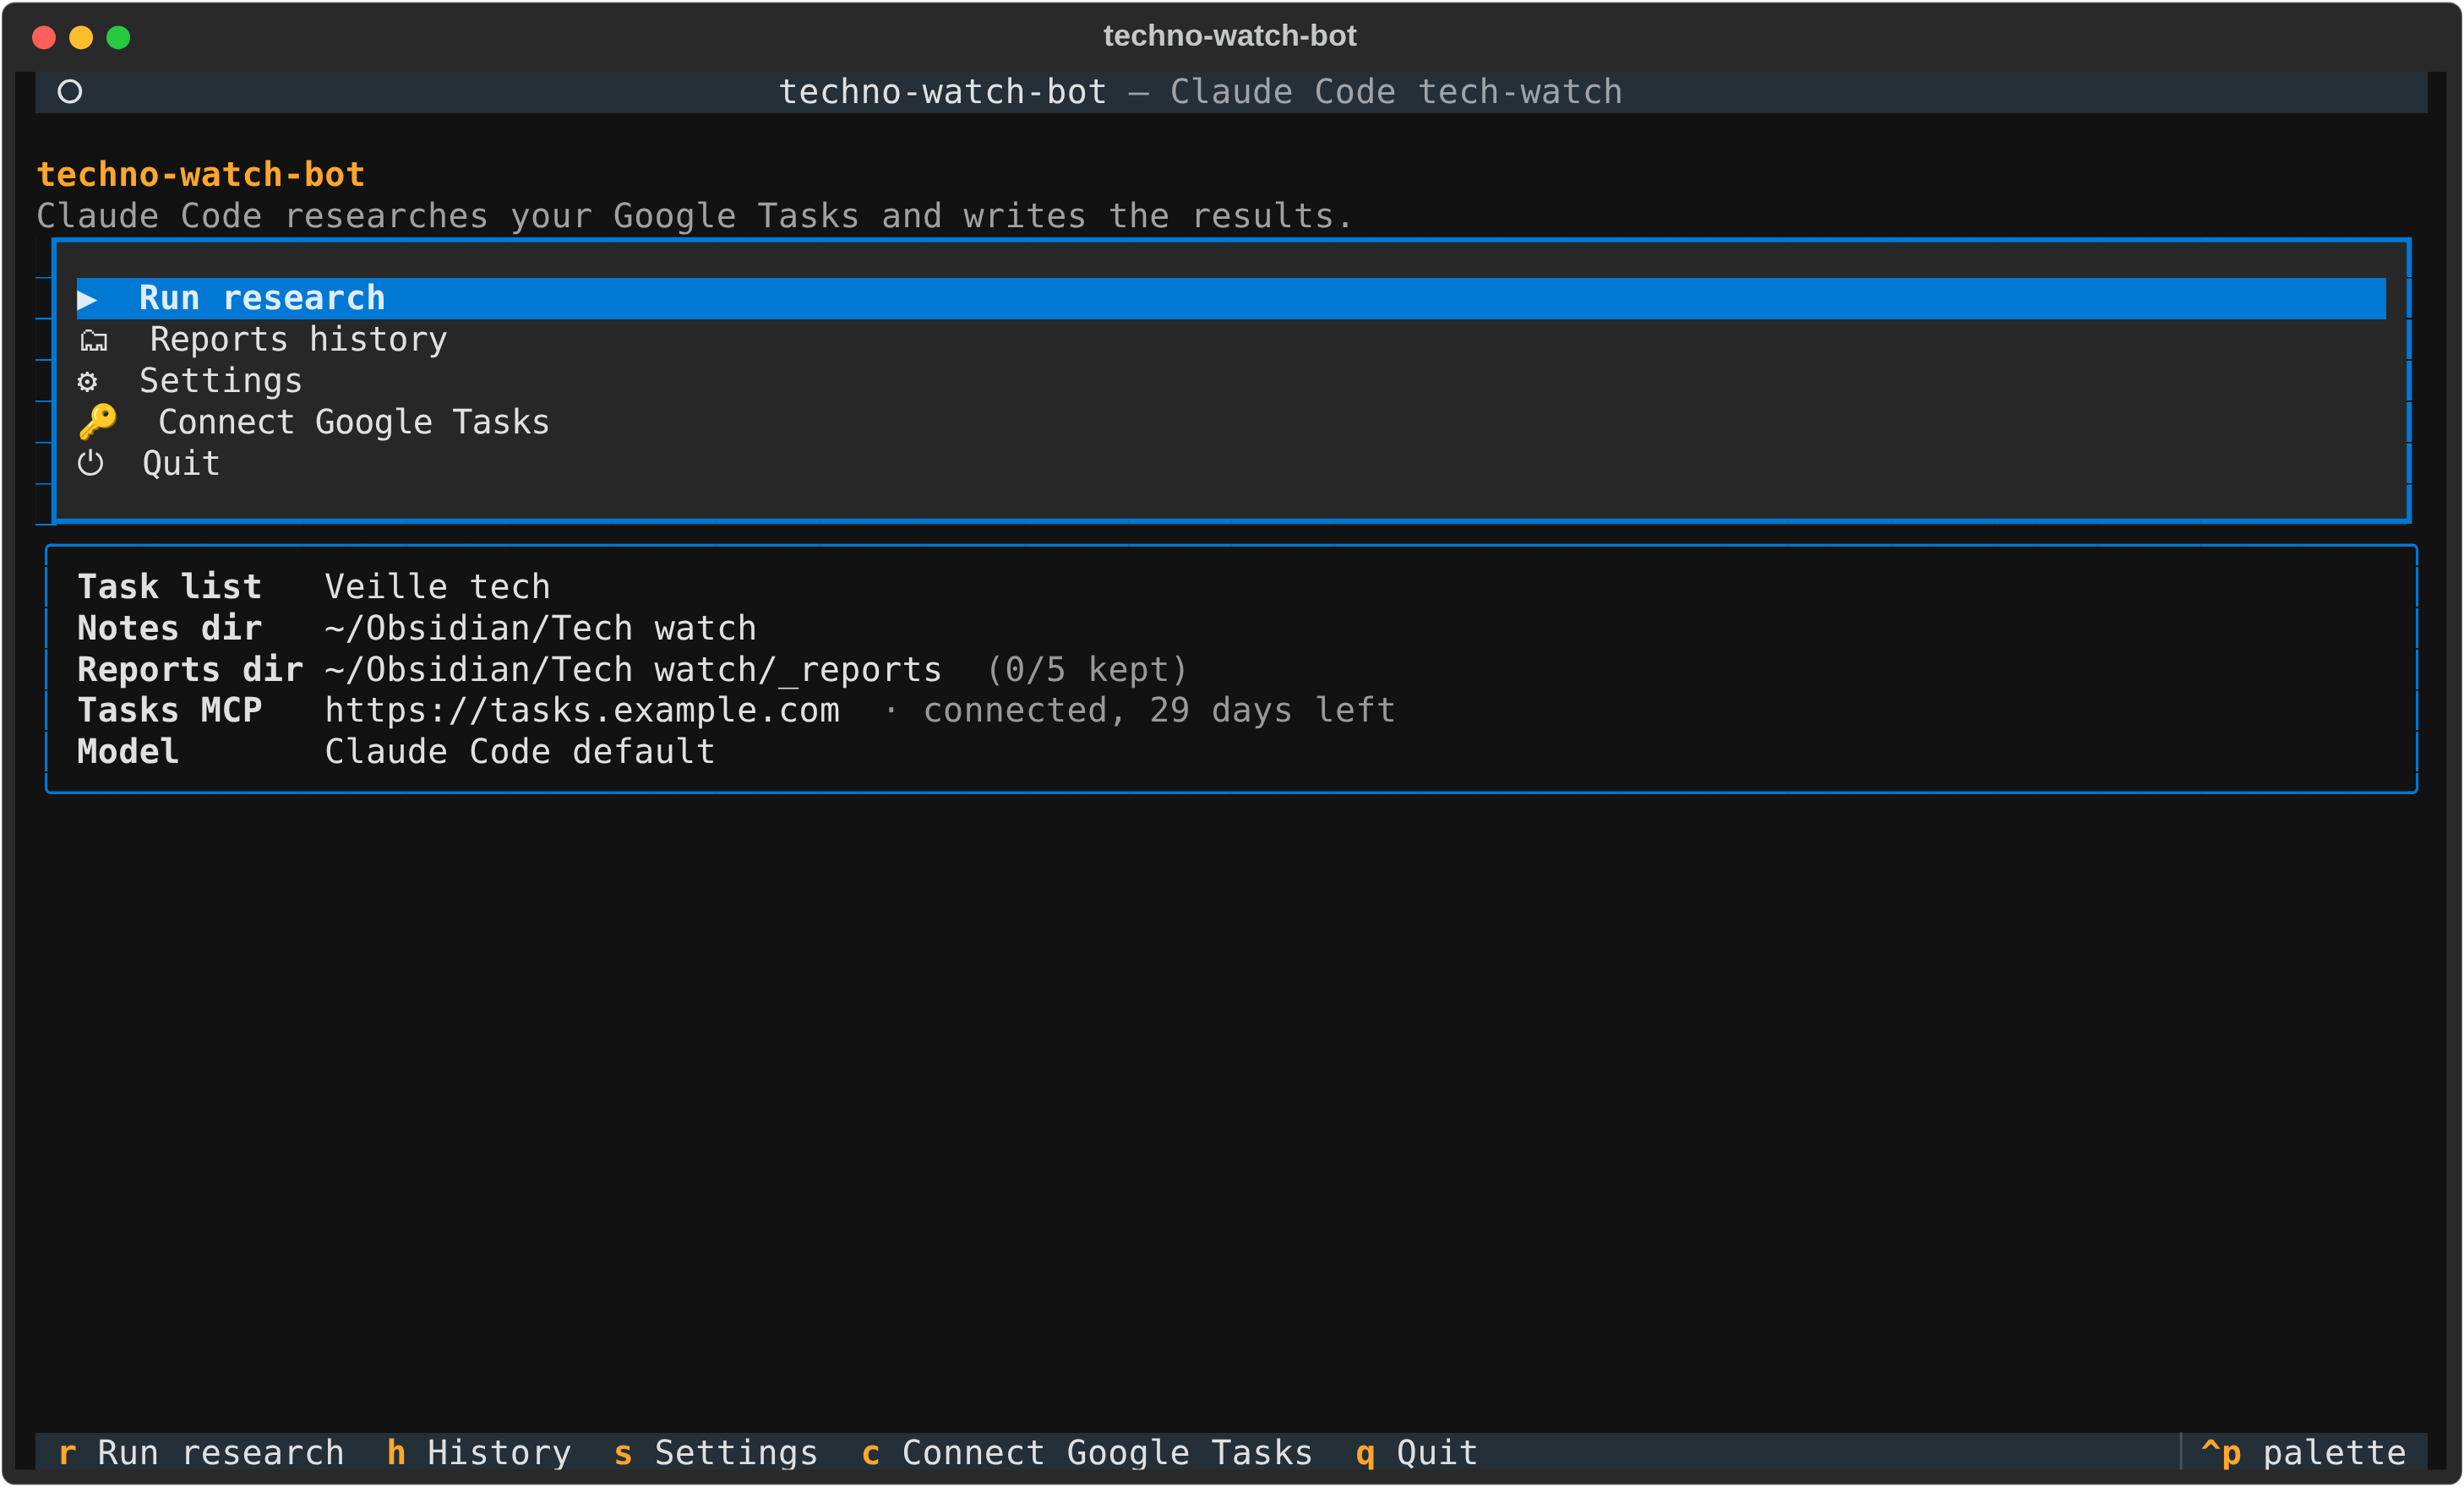 techno-watch-bot
techno-watch-bot — Claude Code tech-watch
techno-watch-bot
Claude Code researches your Google Tasks and writes the results.
▶ Run research
🗂 Reports history
⚙ Settings
🔑 Connect Google Tasks
⏻ Quit
Task list Veille tech
Notes dir ~/Obsidian/Tech watch
Reports dir ~/Obsidian/Tech watch/_reports (0/5 kept)
Tasks MCP https://tasks.example.com · connected, 29 days left
Model Claude Code default
r Run research h History s Settings c Connect Google Tasks q Quit ^p palette